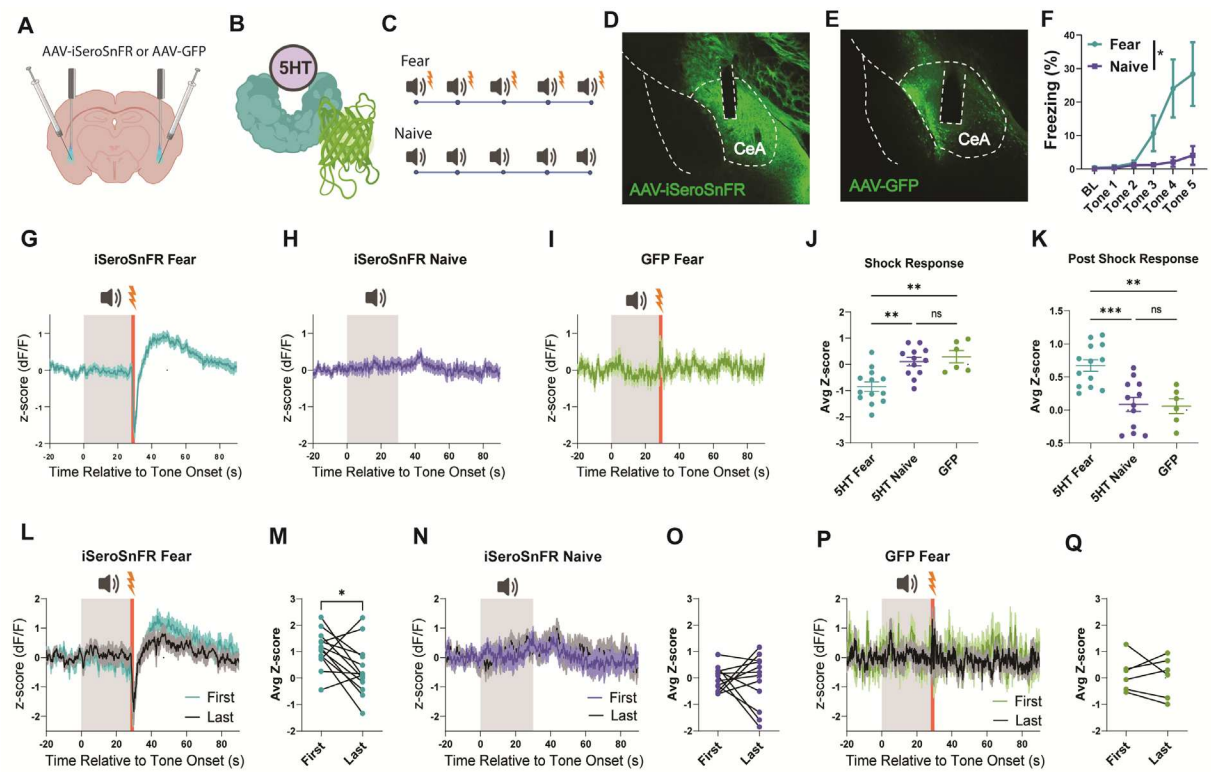 A
AAV-iSeroSnFR or AAV-GFP
B
5HT
C
Fear
Naive
D
CeA
AAV-iSeroSnFR
E
CeA
AAV-GFP
F
Freezing (%)
40
30
20
10
0
Fear
Naive
*
BL
Tone 1
Tone 2
Tone 3
Tone 4
Tone 5
G
iSeroSnFR Fear
z-score (dF/F)
1
0
-1
-2
-20 0 20 40 60 80
Time Relative to Tone Onset (s)
H
iSeroSnFR Naive
z-score (dF/F)
1
0
-1
-2
-20 0 20 40 60 80
Time Relative to Tone Onset (s)
I
GFP Fear
z-score (dF/F)
1
0
-1
-2
-20 0 20 40 60 80
Time Relative to Tone Onset (s)
J
Shock Response
Avg Z-score
3
2
1
0
-1
-2
-3
**
** ns
5HT Fear
5HT Naive
GFP
K
Post Shock Response
Avg Z-score
1.5
1.0
0.5
0.0
-0.5
**
*** ns
5HT Fear
5HT Naive
GFP
L
iSeroSnFR Fear
z-score (dF/F)
2
1
0
-1
-2
First
Last
-20 0 20 40 60 80
Time Relative to Tone Onset (s)
M
Avg Z-score
3
2
1
0
-1
-2
*
First
Last
N
iSeroSnFR Naive
z-score (dF/F)
2
1
0
-1
-2
First
Last
-20 0 20 40 60 80
Time Relative to Tone Onset (s)
O
Avg Z-score
3
2
1
0
-1
-2
First
Last
P
GFP Fear
z-score (dF/F)
2
1
0
-1
-2
First
Last
-20 0 20 40 60 80
Time Relative to Tone Onset (s)
Q
Avg Z-score
3
2
1
0
-1
-2
First
Last